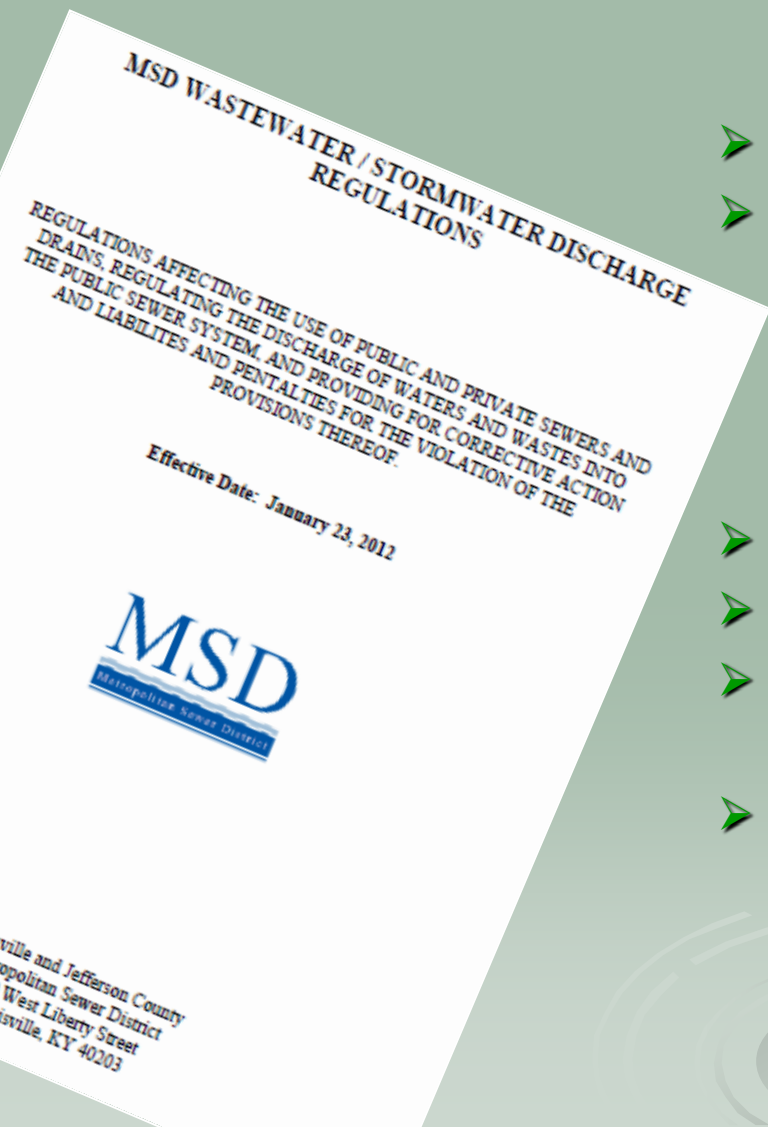 MSD WASTEWATER / STORMWATER DISCHARGE
REGULATIONS
REGULATIONS AFFECTING THE USE OF PUBLIC AND PRIVATE SEWERS AND
DRAINS, REGULATING THE DISCHARGE OF WATERS AND WASTES INTO
THE PUBLIC SEWER SYSTEM, AND PROVIDING FOR CORRECTIVE ACTION
AND LIABILITES AND PENTALTIES FOR THE VIOLATION OF THE
PROVISIONS THEREOF.
Effective Date: January 23, 2012
MSD
Metropolitan Sewer District
ville and Jefferson County
ropolitan Sewer District
West Liberty Street
isville, KY 40203